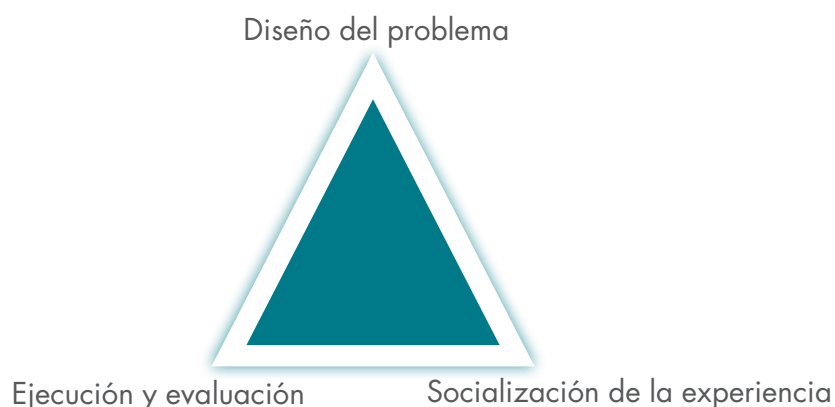 Diseño del problema
Ejecución y evaluación
Socialización de la experiencia